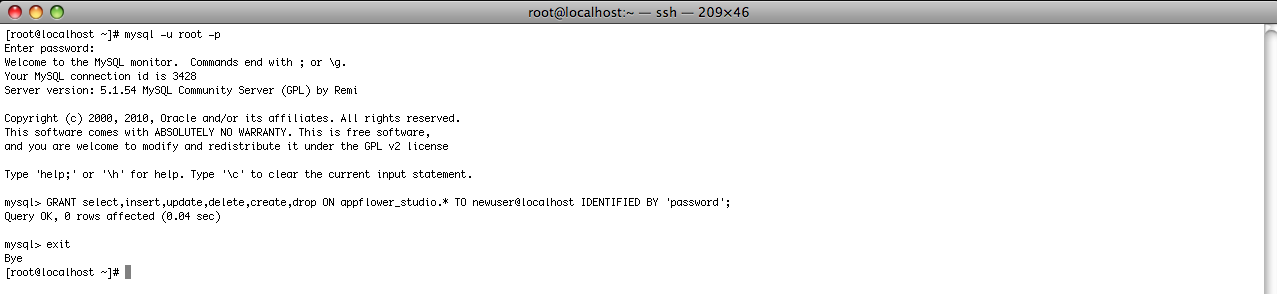 root@localhost:~ — ssh — 209×46
[root@localhost ~]# mysql -u root -p
Enter password:
Welcome to the MySQL monitor.  Commands end with ; or \g.
Your MySQL connection id is 3428
Server version: 5.1.54 MySQL Community Server (GPL) by Remi
Copyright (c) 2000, 2010, Oracle and/or its affiliates. All rights reserved.
This software comes with ABSOLUTELY NO WARRANTY. This is free software,
and you are welcome to modify and redistribute it under the GPL v2 license
Type 'help;' or '\h' for help. Type '\c' to clear the current input statement.
mysql> GRANT select,insert,update,delete,create,drop ON appflower_studio.* TO newuser@localhost IDENTIFIED BY 'password';
Query OK, 0 rows affected (0.04 sec)
mysql> exit
Bye
[root@localhost ~]#